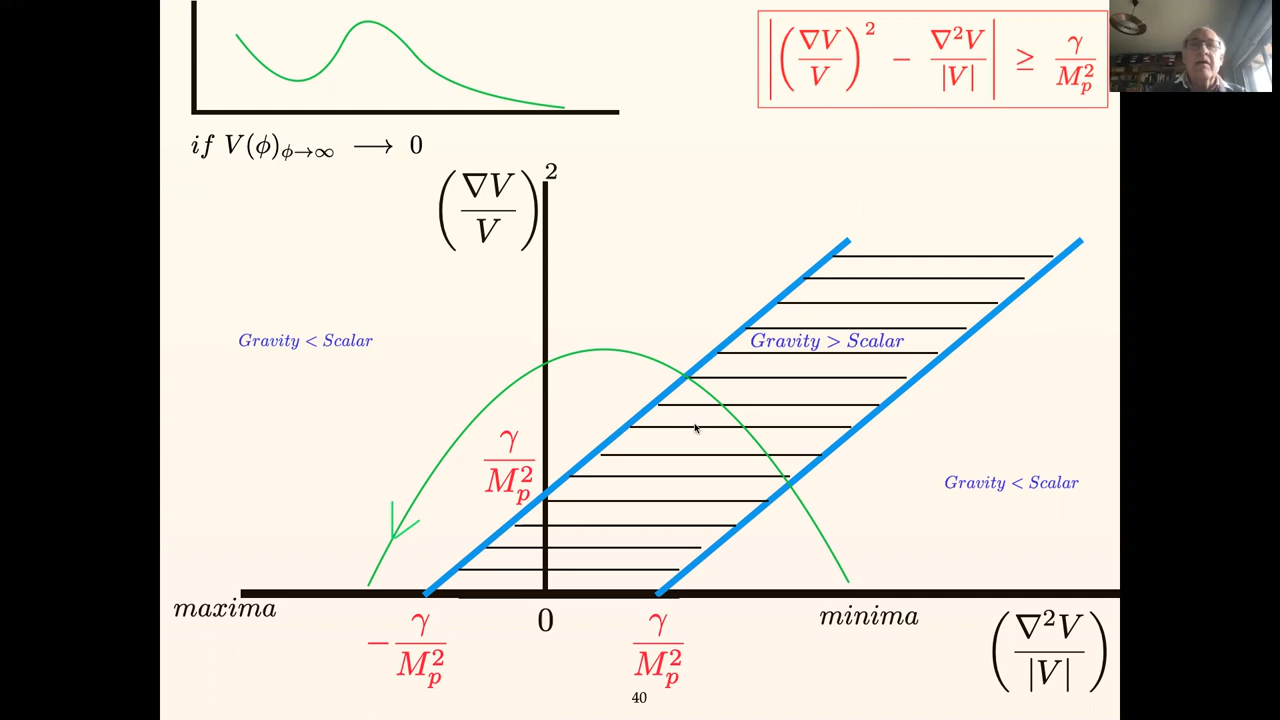 |(∇V/V)² − ∇²V/|V|| ≥ γ/M_p²
if V(ϕ)_{ϕ→∞} ⟶ 0
(∇V/V)²
Gravity < Scalar
Gravity > Scalar
γ/M_p²
Gravity < Scalar
maxima
−γ/M_p²
0
γ/M_p²
minima
(∇²V/|V|)
40